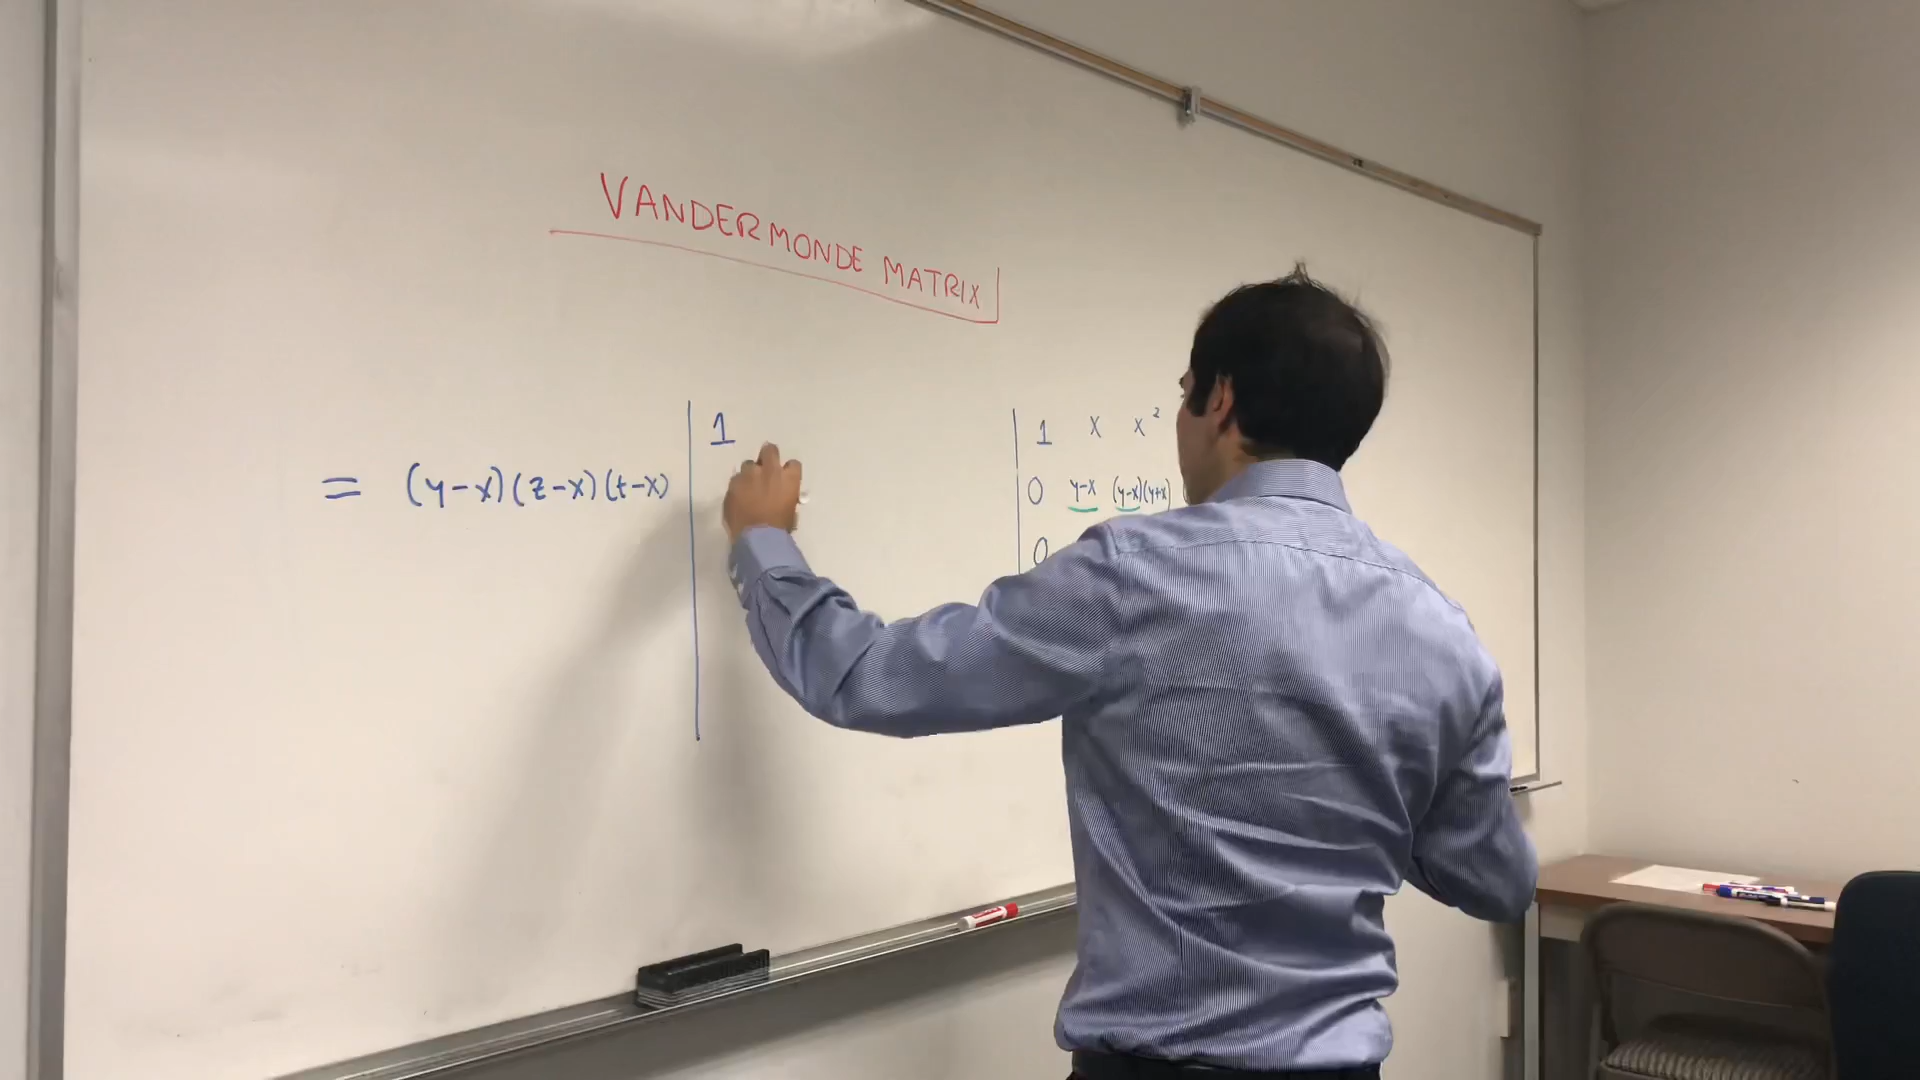 VANDERMONDE MATRIX
= (y-x)(z-x)(t-x) | 1
1 x x²
0 y-x (y-x)(y+x)
0